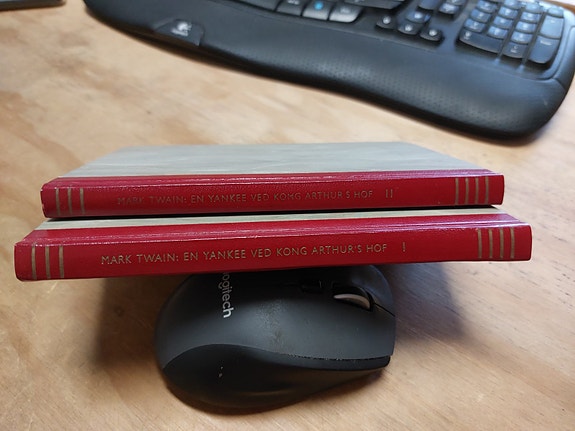 MARK TWAIN: EN YANKEE VED KONG ARTHUR'S HOF II
MARK TWAIN: EN YANKEE VED KONG ARTHUR'S HOF I
Logitech